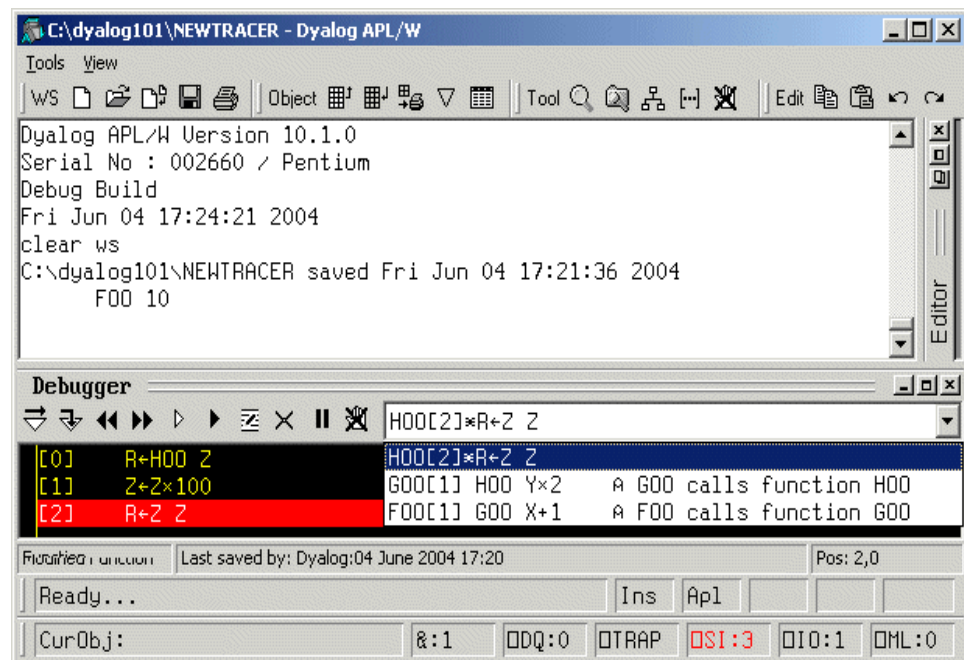 C:\dyalog101\NEWTRACER - Dyalog APL/W
Tools View
WS Object Tool Edit
Dyalog APL/W Version 10.1.0
Serial No : 002660 / Pentium
Debug Build
Fri Jun 04 17:24:21 2004
clear ws
C:\dyalog101\NEWTRACER saved Fri Jun 04 17:21:36 2004
FOO 10
Editor
Debugger
HOO[2]*R←Z Z
[0] R←HOO Z
[1] Z←Z×100
[2] R←Z Z
HOO[2]*R←Z Z
GOO[1] HOO Y×2 ⍝ GOO calls function HOO
FOO[1] GOO X+1 ⍝ FOO calls function GOO
Function
Last saved by: Dyalog:04 June 2004 17:20
Pos: 2,0
Ready...
Ins
Apl
CurObj:
&:1
⎕DQ:0
⎕TRAP
⎕SI:3
⎕IO:1
⎕ML:0